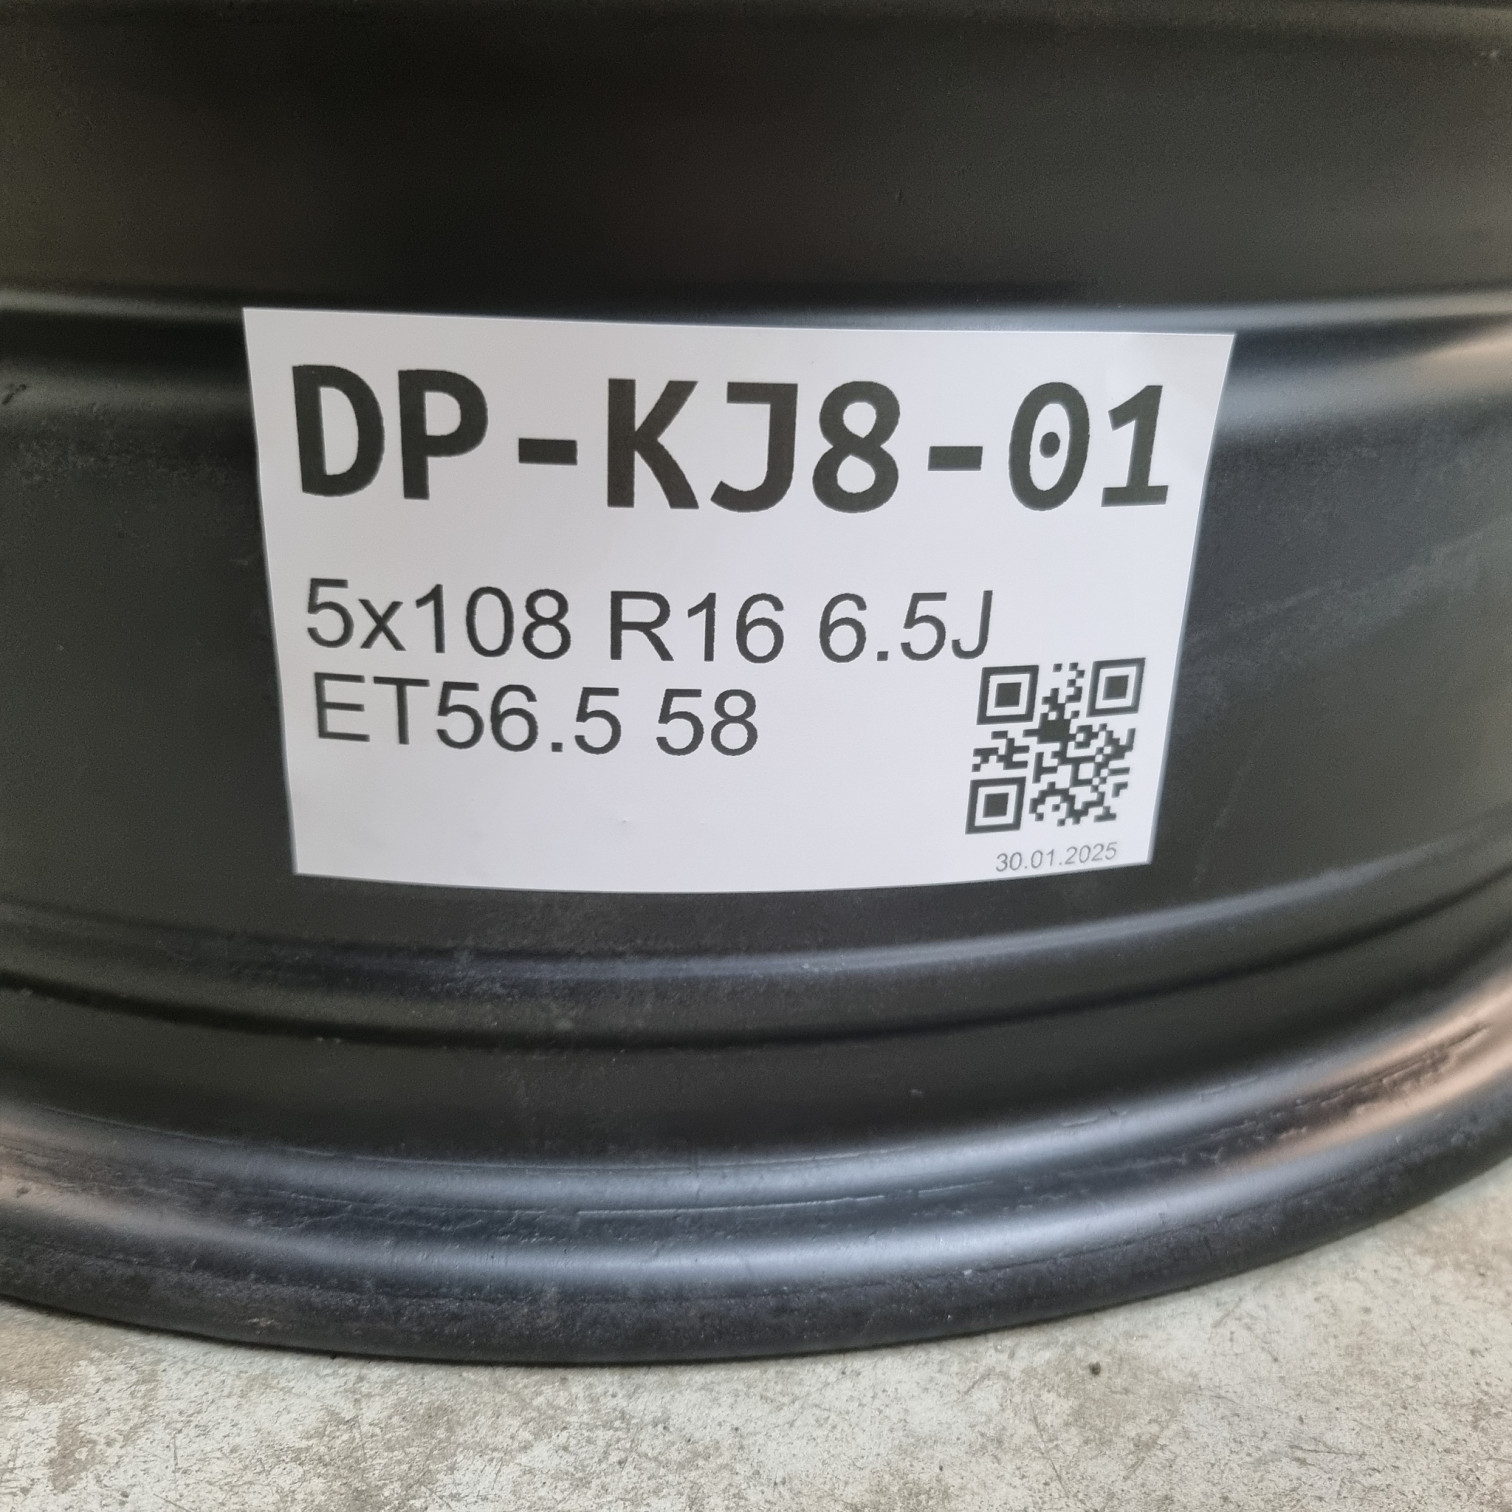 DP-KJ8-01
5x108 R16 6.5J
ET56.5 58
30.01.2025